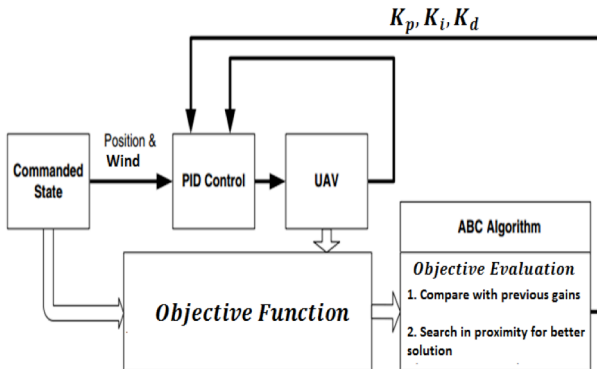 K_p, K_i, K_d
Position &
Wind
Commanded
State
PID Control
UAV
ABC Algorithm
Objective Evaluation
1. Compare with previous gains
2. Search in proximity for better
solution
Objective Function